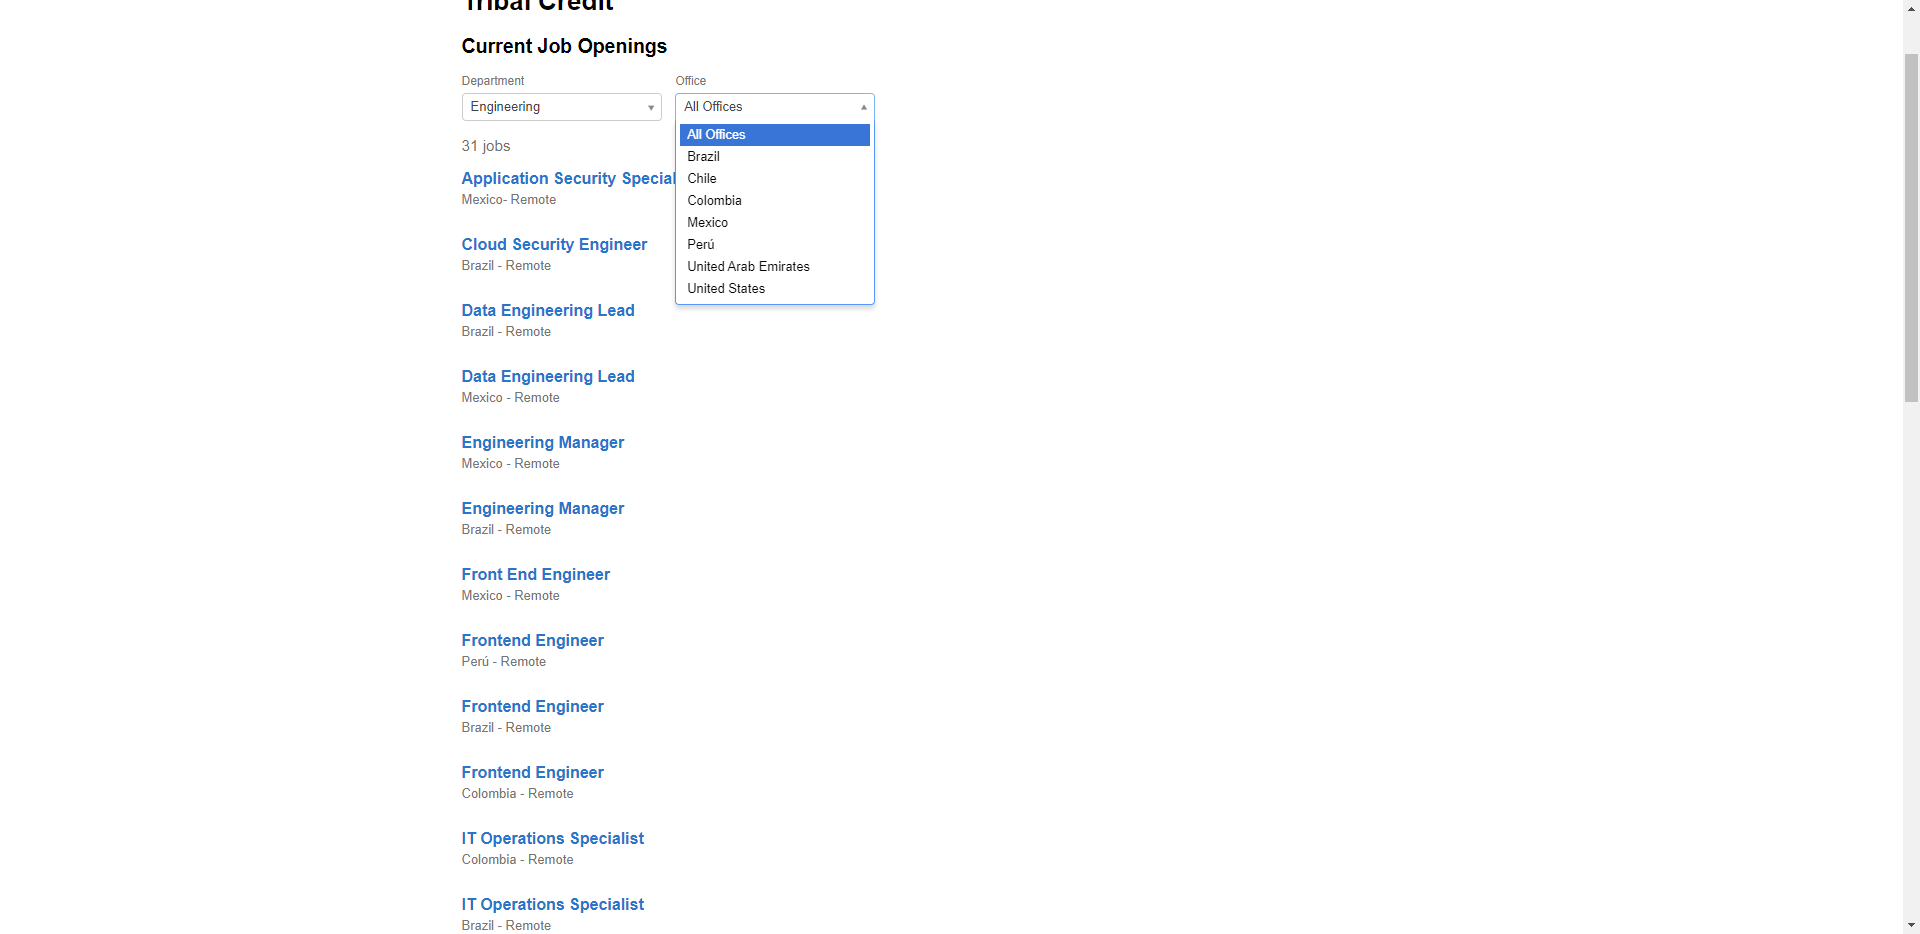 Tribal Credit
Current Job Openings
Department
Office
Engineering
All Offices
All Offices
Brazil
Chile
Colombia
Mexico
Perú
United Arab Emirates
United States
31 jobs
Application Security Special
Mexico- Remote
Cloud Security Engineer
Brazil - Remote
Data Engineering Lead
Brazil - Remote
Data Engineering Lead
Mexico - Remote
Engineering Manager
Mexico - Remote
Engineering Manager
Brazil - Remote
Front End Engineer
Mexico - Remote
Frontend Engineer
Perú - Remote
Frontend Engineer
Brazil - Remote
Frontend Engineer
Colombia - Remote
IT Operations Specialist
Colombia - Remote
IT Operations Specialist
Brazil - Remote